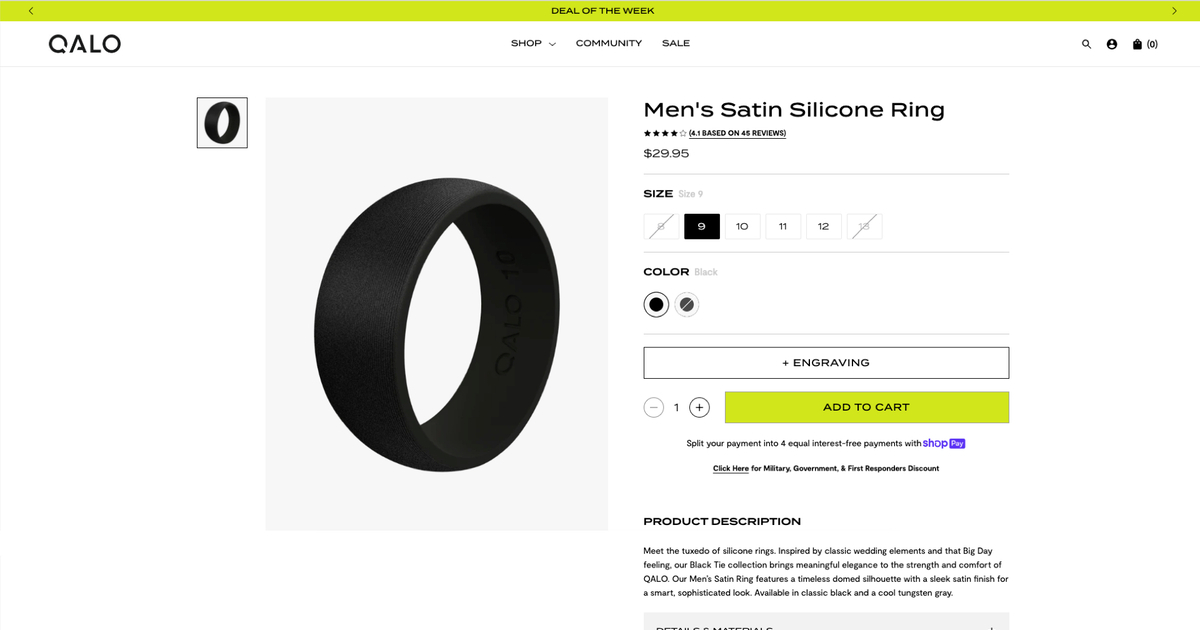 DEAL OF THE WEEK
QALO
SHOP
COMMUNITY
SALE
(0)
Men's Satin Silicone Ring
(4.1 BASED ON 45 REVIEWS)
$29.95
SIZE Size 9
8
9
10
11
12
13
COLOR Black
QALO 10
+ ENGRAVING
1
ADD TO CART
Split your payment into 4 equal interest-free payments with shop Pay
Click Here for Military, Government, & First Responders Discount
PRODUCT DESCRIPTION
Meet the tuxedo of silicone rings. Inspired by classic wedding elements and that Big Day
feeling, our Black Tie collection brings meaningful elegance to the strength and comfort of
QALO. Our Men's Satin Ring features a timeless domed silhouette with a sleek satin finish for
a smart, sophisticated look. Available in classic black and a cool tungsten gray.
DETAILS & MATERIALS